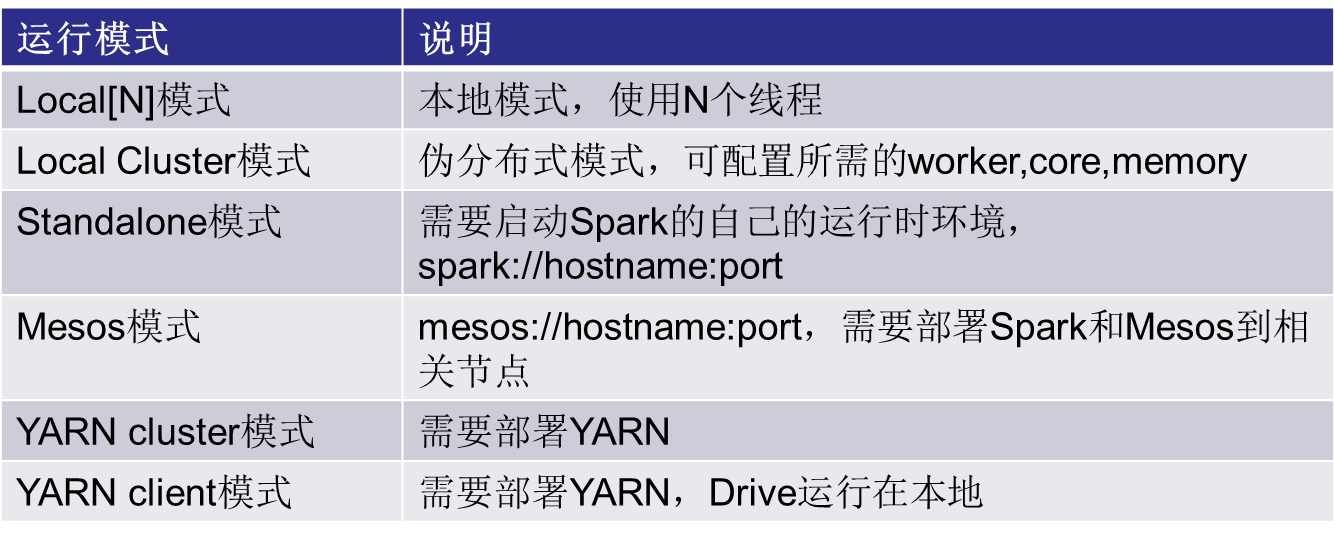 运行模式 说明
Local[N]模式 本地模式，使用N个线程
Local Cluster模式 伪分布式模式，可配置所需的worker,core,memory
Standalone模式 需要启动Spark的自己的运行时环境，
spark://hostname:port
Mesos模式 mesos://hostname:port，需要部署Spark和Mesos到相
关节点
YARN cluster模式 需要部署YARN
YARN client模式 需要部署YARN，Drive运行在本地